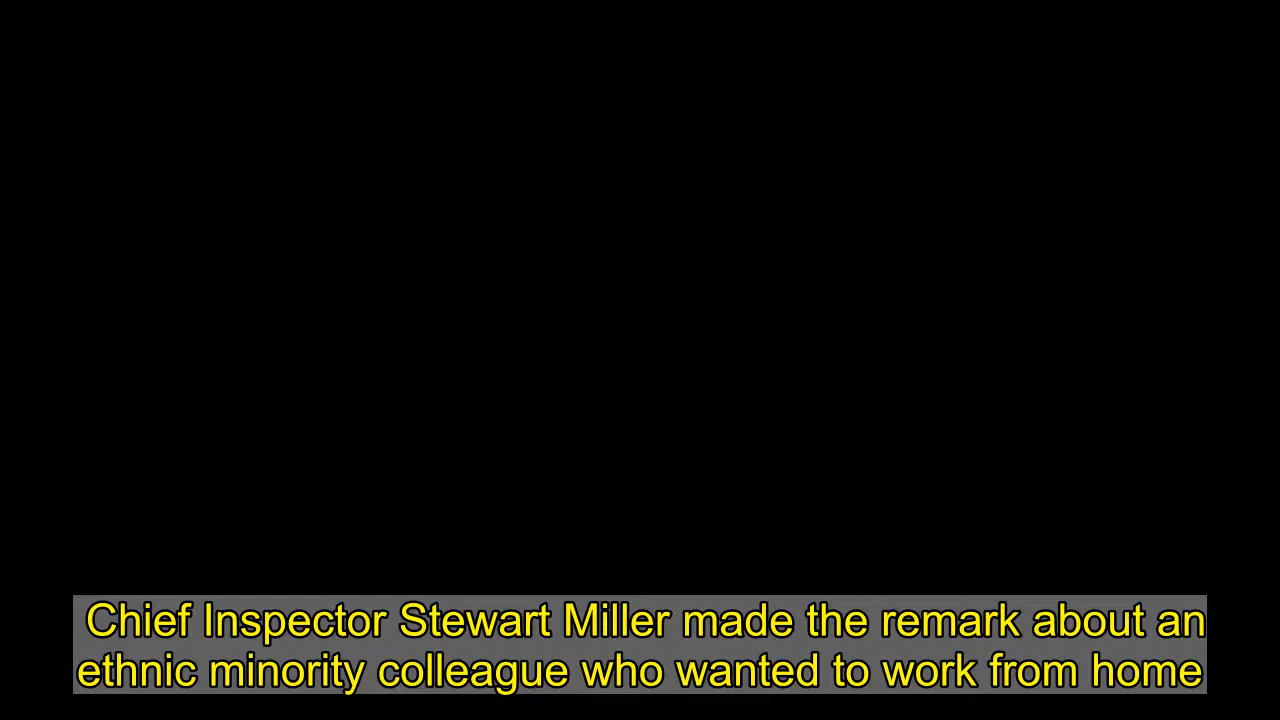 Chief Inspector Stewart Miller made the remark about an
ethnic minority colleague who wanted to work from home